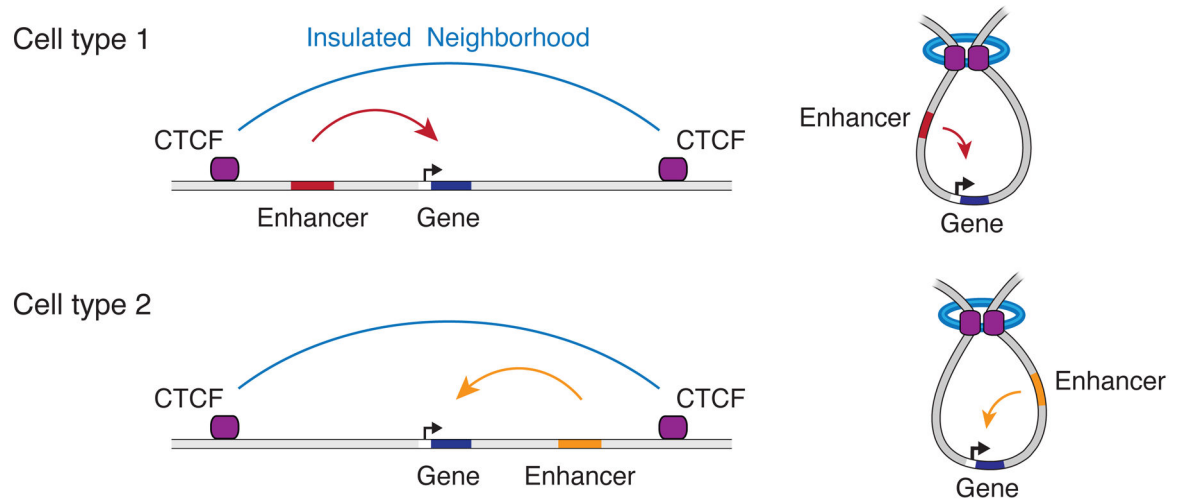 Cell type 1
Insulated Neighborhood
CTCF
CTCF
Enhancer
Gene
Enhancer
Gene
Cell type 2
CTCF
CTCF
Gene
Enhancer
Enhancer
Gene